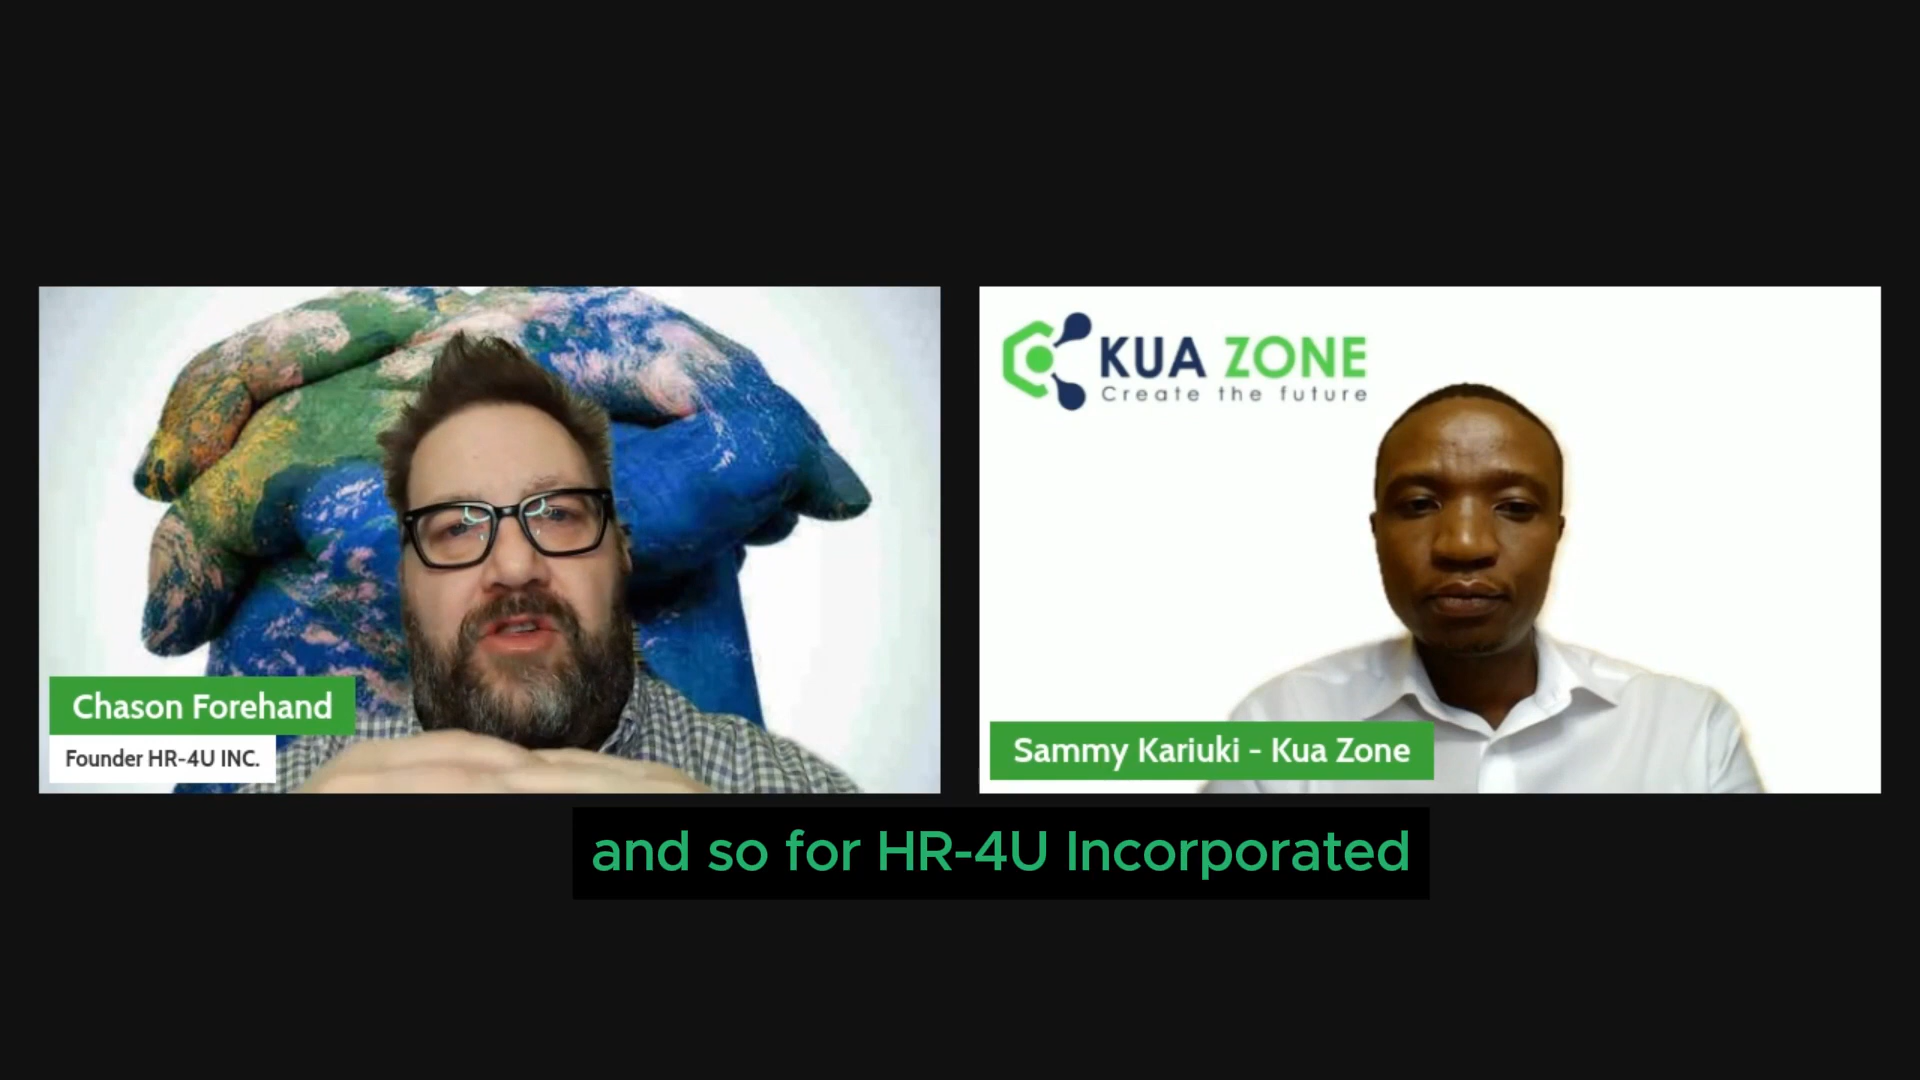 KUA ZONE
Create the future
Chason Forehand
Founder HR-4U INC.
Sammy Kariuki - Kua Zone
and so for HR-4U Incorporated